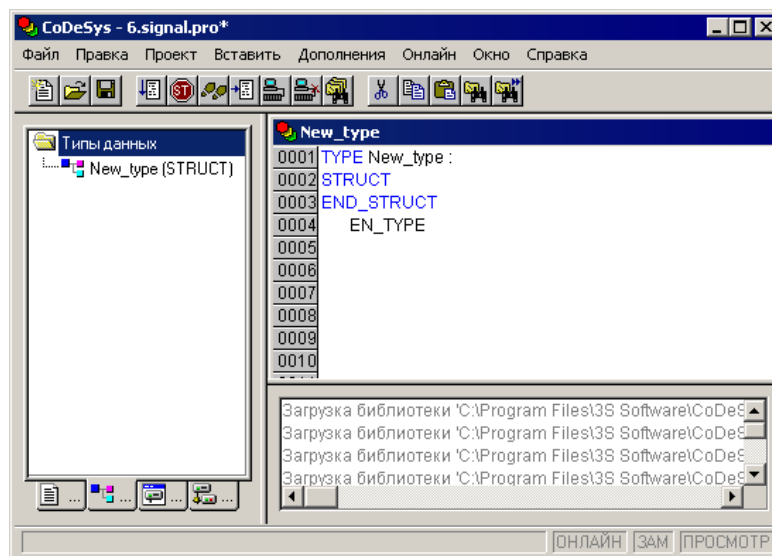 CoDeSys - 6.signal.pro*
Файл Правка Проект Вставить Дополнения Онлайн Окно Справка
Типы данных
New_type (STRUCT)
New_type
0001 TYPE New_type :
0002 STRUCT
0003 END_STRUCT
0004 EN_TYPE
0005
0006
0007
0008
0009
0010
Загрузка библиотеки 'C:\Program Files\3S Software\CoDeS
Загрузка библиотеки 'C:\Program Files\3S Software\CoDeS
Загрузка библиотеки 'C:\Program Files\3S Software\CoDeS
Загрузка библиотеки 'C:\Program Files\3S Software\CoDeS
... ... ... ...
ОНЛАЙН ЗАМ ПРОСМОТР